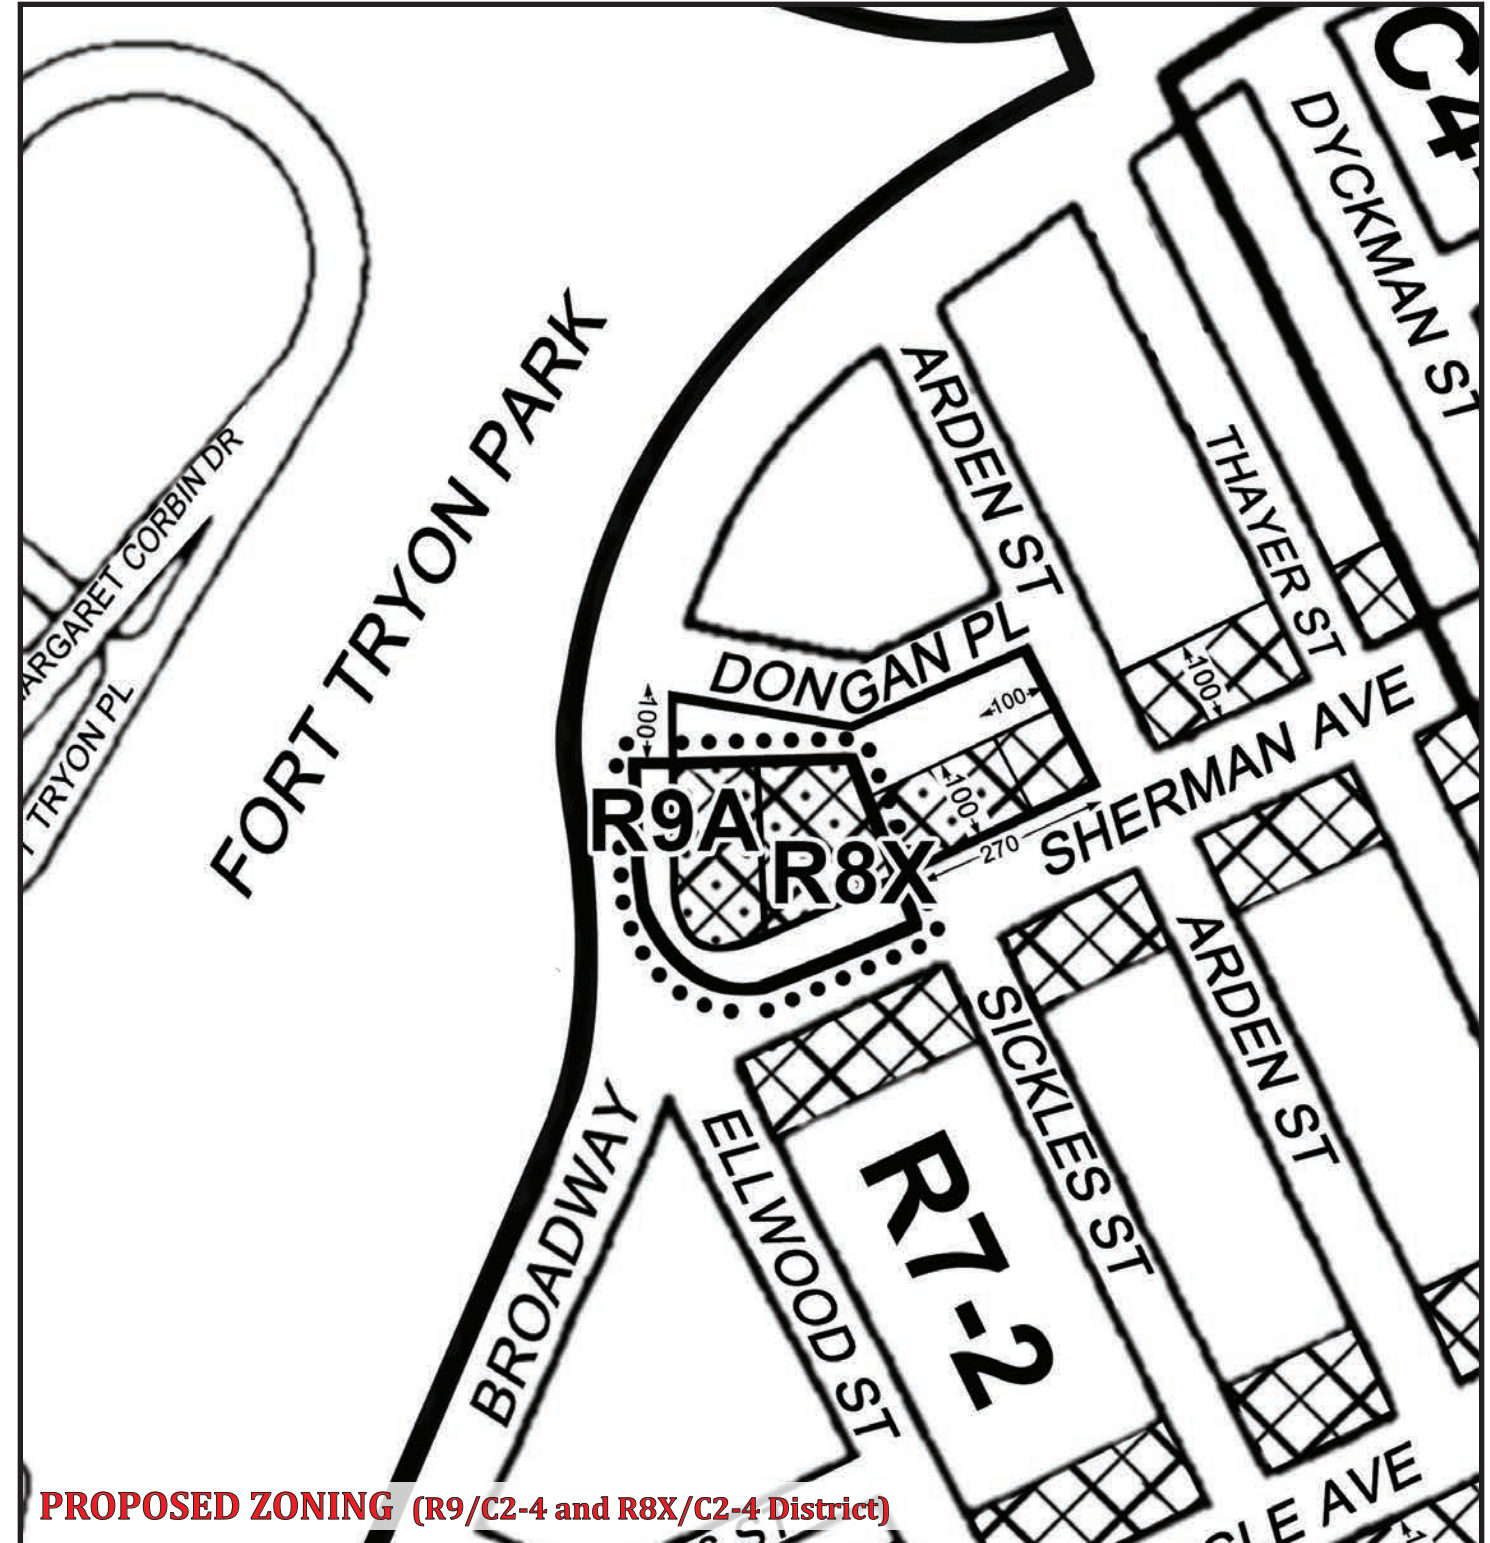 C4-
DYCKMAN ST
FORT TRYON PARK
ARDEN ST
THAYER ST
MARGARET CORBIN DR
TRYON PL
DONGAN PL
100
100
100
100
SHERMAN AVE
270
R9A
R8X
SICKLES ST
ARDEN ST
BROADWAY
ELLWOOD ST
R7-2
AVE
ST
PROPOSED ZONING (R9/C2-4 and R8X/C2-4 District)